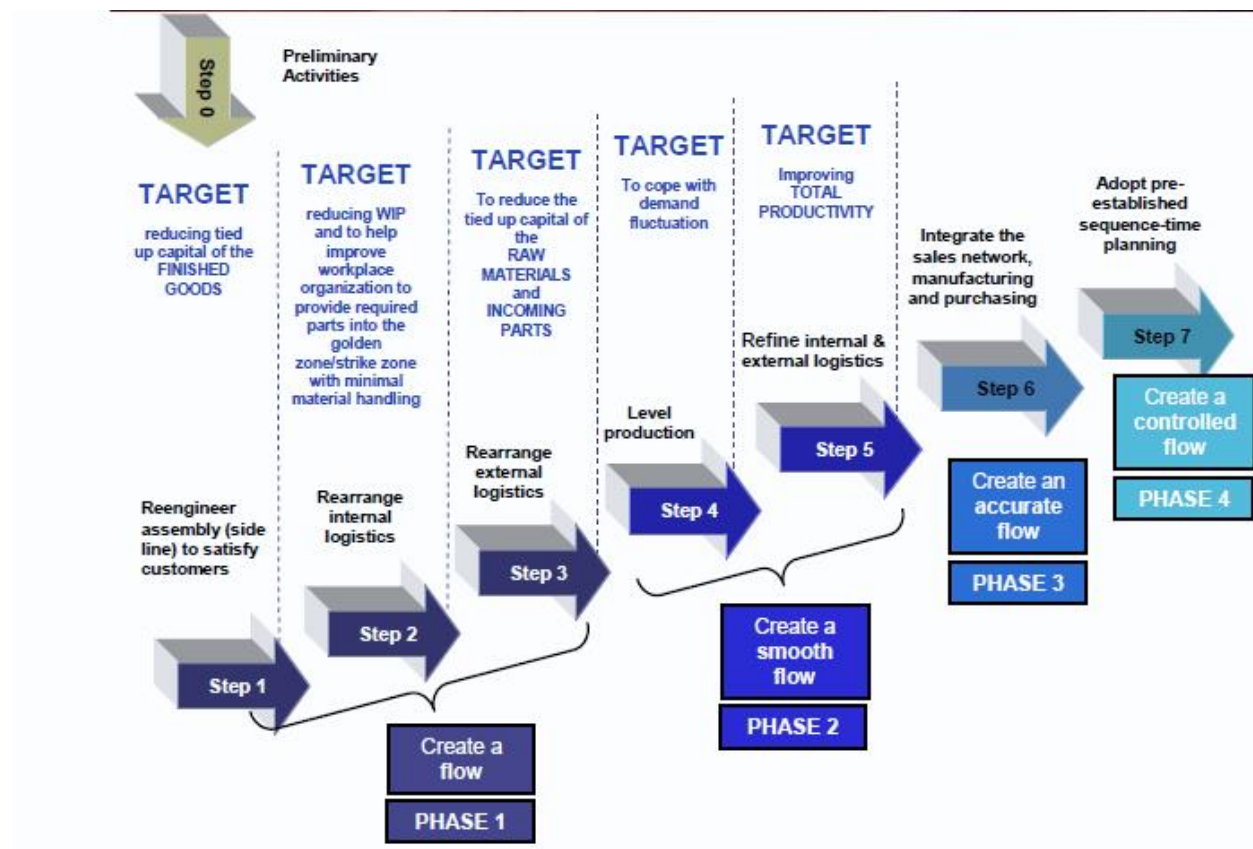 Step 0
Preliminary
Activities
TARGET
reducing tied
up capital of the
FINISHED
GOODS
TARGET
reducing WIP
and to help
improve
workplace
organization to
provide required
parts into the
golden
zone/strike zone
with minimal
material handling
TARGET
To reduce the
tied up capital of
the
RAW
MATERIALS
and
INCOMING
PARTS
TARGET
To cope with
demand
fluctuation
TARGET
Improving
TOTAL
PRODUCTIVITY
Reengineer
assembly (side
line) to satisfy
customers
Step 1
Rearrange
internal
logistics
Step 2
Rearrange
external
logistics
Step 3
Level
production
Step 4
Refine internal &
external logistics
Step 5
Integrate the
sales network,
manufacturing
and purchasing
Step 6
Adopt pre-
established
sequence-time
planning
Step 7
Create a
flow
PHASE 1
Create a
smooth
flow
PHASE 2
Create an
accurate
flow
PHASE 3
Create a
controlled
flow
PHASE 4